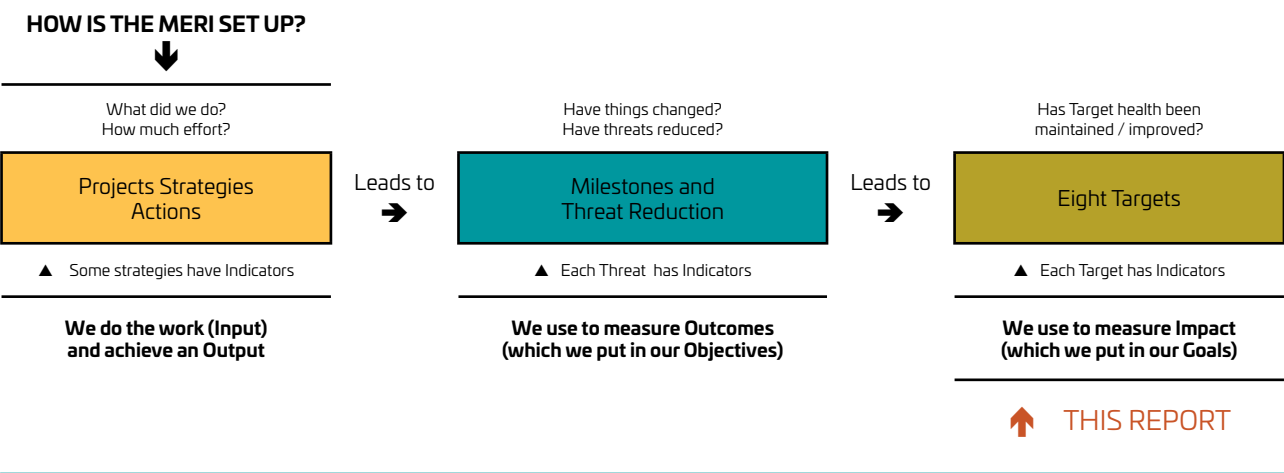 HOW IS THE MERI SET UP?
What did we do?
How much effort?
Projects Strategies
Actions
▲ Some strategies have Indicators
We do the work (Input)
and achieve an Output
Leads to
Have things changed?
Have threats reduced?
Milestones and
Threat Reduction
▲ Each Threat has Indicators
We use to measure Outcomes
(which we put in our Objectives)
Leads to
Has Target health been
maintained / improved?
Eight Targets
▲ Each Target has Indicators
We use to measure Impact
(which we put in our Goals)
THIS REPORT